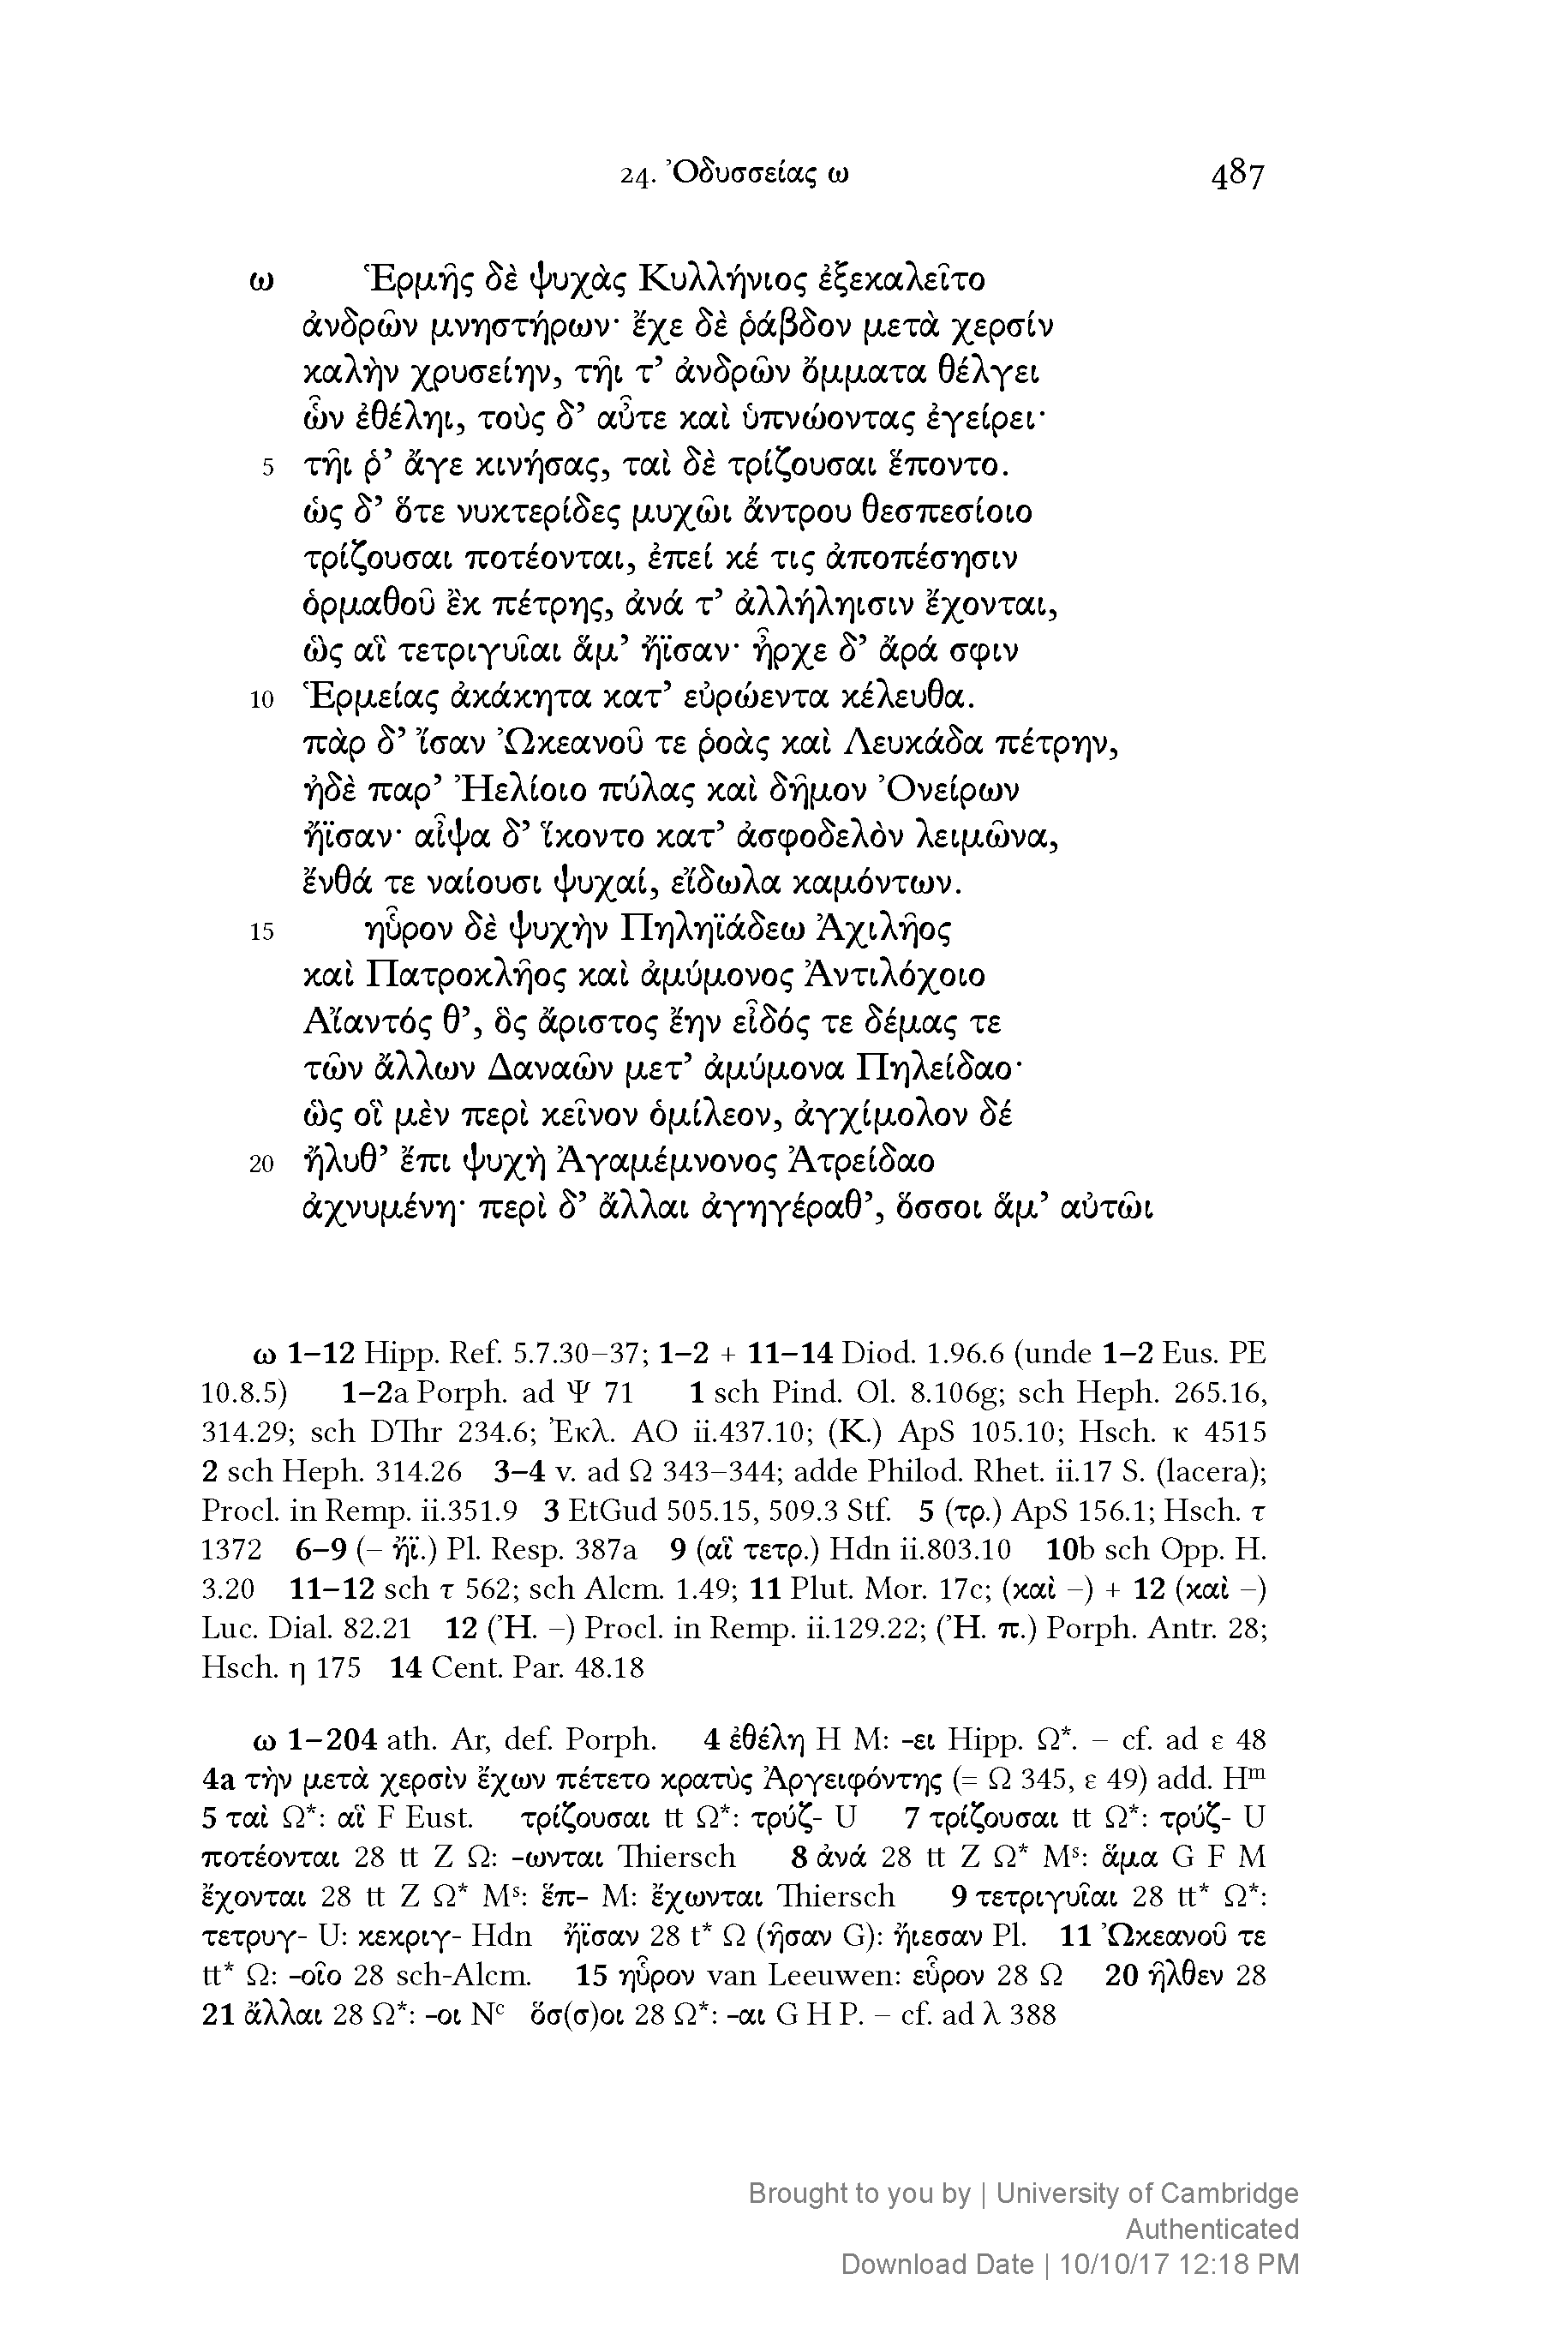 24. Ὀδυσσείας ω 487
ω Ἑρμῆς δὲ ψυχὰς Κυλλήνιος ἐξεκαλεῖτο
ἀνδρῶν μνηστήρων· ἔχε δὲ ῥάβδον μετὰ χερσίν
καλὴν χρυσείην, τῆι τ’ ἀνδρῶν ὄμματα θέλγει
ὧν ἐθέληι, τοὺς δ’ αὖτε καὶ ὑπνώοντας ἐγείρει·
5 τῆι ῥ’ ἄγε κινήσας, ταὶ δὲ τρίζουσαι ἕποντο.
ὡς δ’ ὅτε νυκτερίδες μυχῶι ἄντρου θεσπεσίοιο
τρίζουσαι ποτέονται, ἐπεί κέ τις ἀποπέσησιν
ὁρμαθοῦ ἒκ πέτρης, ἀνά τ’ ἀλλήληισιν ἔχονται,
ὣς αἳ τετριγυῖαι ἅμ’ ἤϊσαν· ἦρχε δ’ ἄρά σφιν
10 Ἑρμείας ἀκάκητα κατ’ εὐρώεντα κέλευθα.
πὰρ δ’ ἴσαν Ὠκεανοῦ τε ῥοὰς καὶ Λευκάδα πέτρην,
ἠδὲ παρ’ Ἠελίοιο πύλας καὶ δῆμον Ὀνείρων
ἤϊσαν· αἶψα δ’ ἵκοντο κατ’ ἀσφοδελὸν λειμῶνα,
ἔνθά τε ναίουσι ψυχαί, εἴδωλα καμόντων.
15 ηὗρον δὲ ψυχὴν Πηληϊάδεω Ἀχιλῆος
καὶ Πατροκλῆος καὶ ἀμύμονος Ἀντιλόχοιο
Αἴαντός θ’, ὃς ἄριστος ἔην εἶδός τε δέμας τε
τῶν ἄλλων Δαναῶν μετ’ ἀμύμονα Πηλείδαο·
ὣς οἳ μὲν περὶ κεῖνον ὁμίλεον, ἀγχίμολον δέ
20 ἤλυθ’ ἔπι ψυχὴ Ἀγαμέμνονος Ἀτρείδαο
ἀχνυμένη· περὶ δ’ ἄλλαι ἀγηγέραθ’, ὅσσοι ἅμ’ αὐτῶι
ω 1–12 Hipp. Ref. 5.7.30–37; 1–2 + 11–14 Diod. 1.96.6 (unde 1–2 Eus. PE
10.8.5) 1–2a Porph. ad Ψ 71 1 sch Pind. Ol. 8.106g; sch Heph. 265.16,
314.29; sch DThr 234.6; Ἐκλ. AO ii.437.10; (Κ.) ApS 105.10; Hsch. κ 4515
2 sch Heph. 314.26 3–4 v. ad Ω 343–344; adde Philod. Rhet. ii.17 S. (lacera);
Procl. in Remp. ii.351.9 3 EtGud 505.15, 509.3 Stf. 5 (τρ.) ApS 156.1; Hsch. τ
1372 6–9 (– ἤϊ.) Pl. Resp. 387a 9 (αἳ τετρ.) Hdn ii.803.10 10b sch Opp. H.
3.20 11–12 sch τ 562; sch Alcm. 1.49; 11 Plut. Mor. 17c; (καὶ –) + 12 (καὶ –)
Luc. Dial. 82.21 12 (Ἠ. –) Procl. in Remp. ii.129.22; (Ἠ. π.) Porph. Antr. 28;
Hsch. η 175 14 Cent. Par. 48.18
ω 1–204 ath. Ar, def. Porph. 4 ἐθέλη H M: -ει Hipp. Ω*. – cf. ad ε 48
4a τὴν μετὰ χερσὶν ἔχων πέτετο κρατὺς Ἀργειφόντης (= Ω 345, ε 49) add. Hᵐ
5 ταὶ Ω*: αἳ F Eust. τρίζουσαι tt Ω*: τρύζ- U 7 τρίζουσαι tt Ω*: τρύζ- U
ποτέονται 28 tt Z Ω: -ωνται Thiersch 8 ἀνά 28 tt Z Ω* Mˢ: ἅμα G F M
ἔχονται 28 tt Z Ω* Mˢ: ἕπ- M: ἔχωνται Thiersch 9 τετριγυῖαι 28 tt* Ω*:
τετρυγ- U: κεκριγ- Hdn ἤϊσαν 28 t* Ω (ἦσαν G): ἤιεσαν Pl. 11 Ὠκεανοῦ τε
tt* Ω: -οῖο 28 sch-Alcm. 15 ηὗρον van Leeuwen: εὗρον 28 Ω 20 ἦλθεν 28
21 ἄλλαι 28 Ω*: -οι Nᶜ ὅσ(σ)οι 28 Ω*: -αι G H P. – cf. ad λ 388
Brought to you by | University of Cambridge
Authenticated
Download Date | 10/10/17 12:18 PM